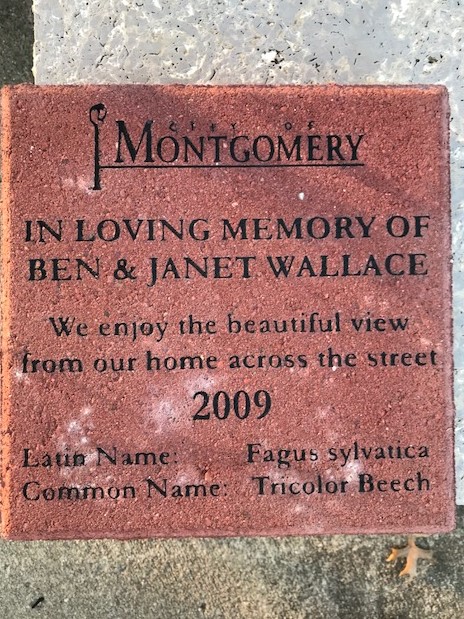 CITY OF
MONTGOMERY
IN LOVING MEMORY OF
BEN & JANET WALLACE
We enjoy the beautiful view
from our home across the street
2009
Latin Name: Fagus sylvatica
Common Name: Tricolor Beech